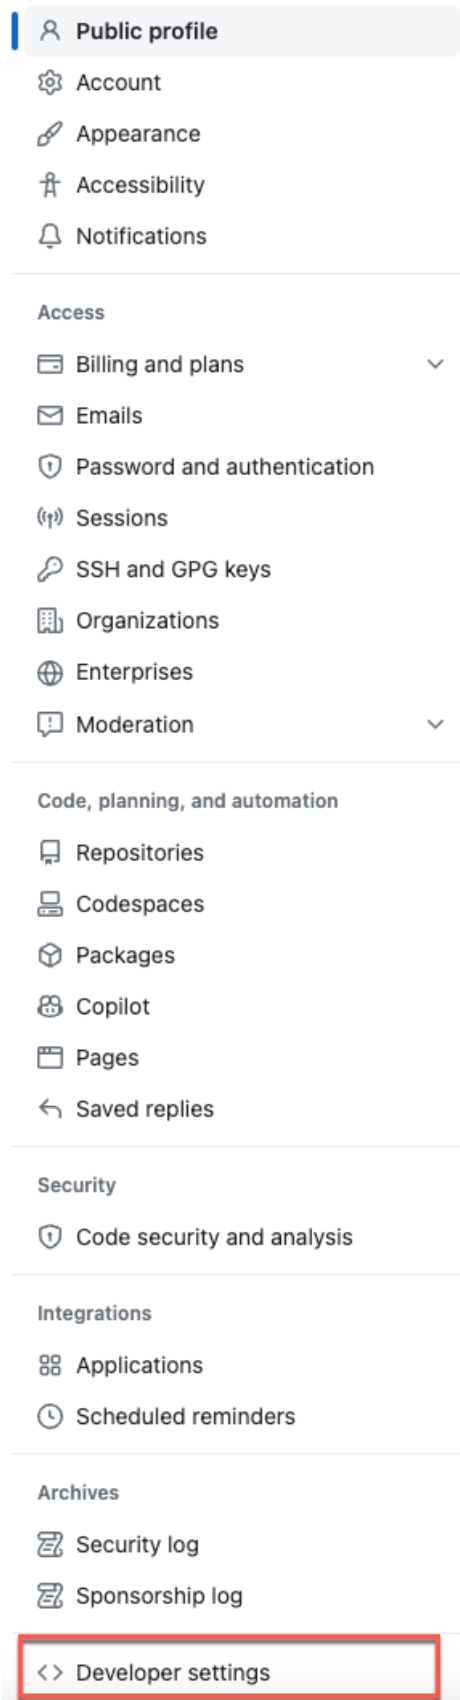 Public profile
Account
Appearance
Accessibility
Notifications
Access
Billing and plans
Emails
Password and authentication
Sessions
SSH and GPG keys
Organizations
Enterprises
Moderation
Code, planning, and automation
Repositories
Codespaces
Packages
Copilot
Pages
Saved replies
Security
Code security and analysis
Integrations
Applications
Scheduled reminders
Archives
Security log
Sponsorship log
Developer settings